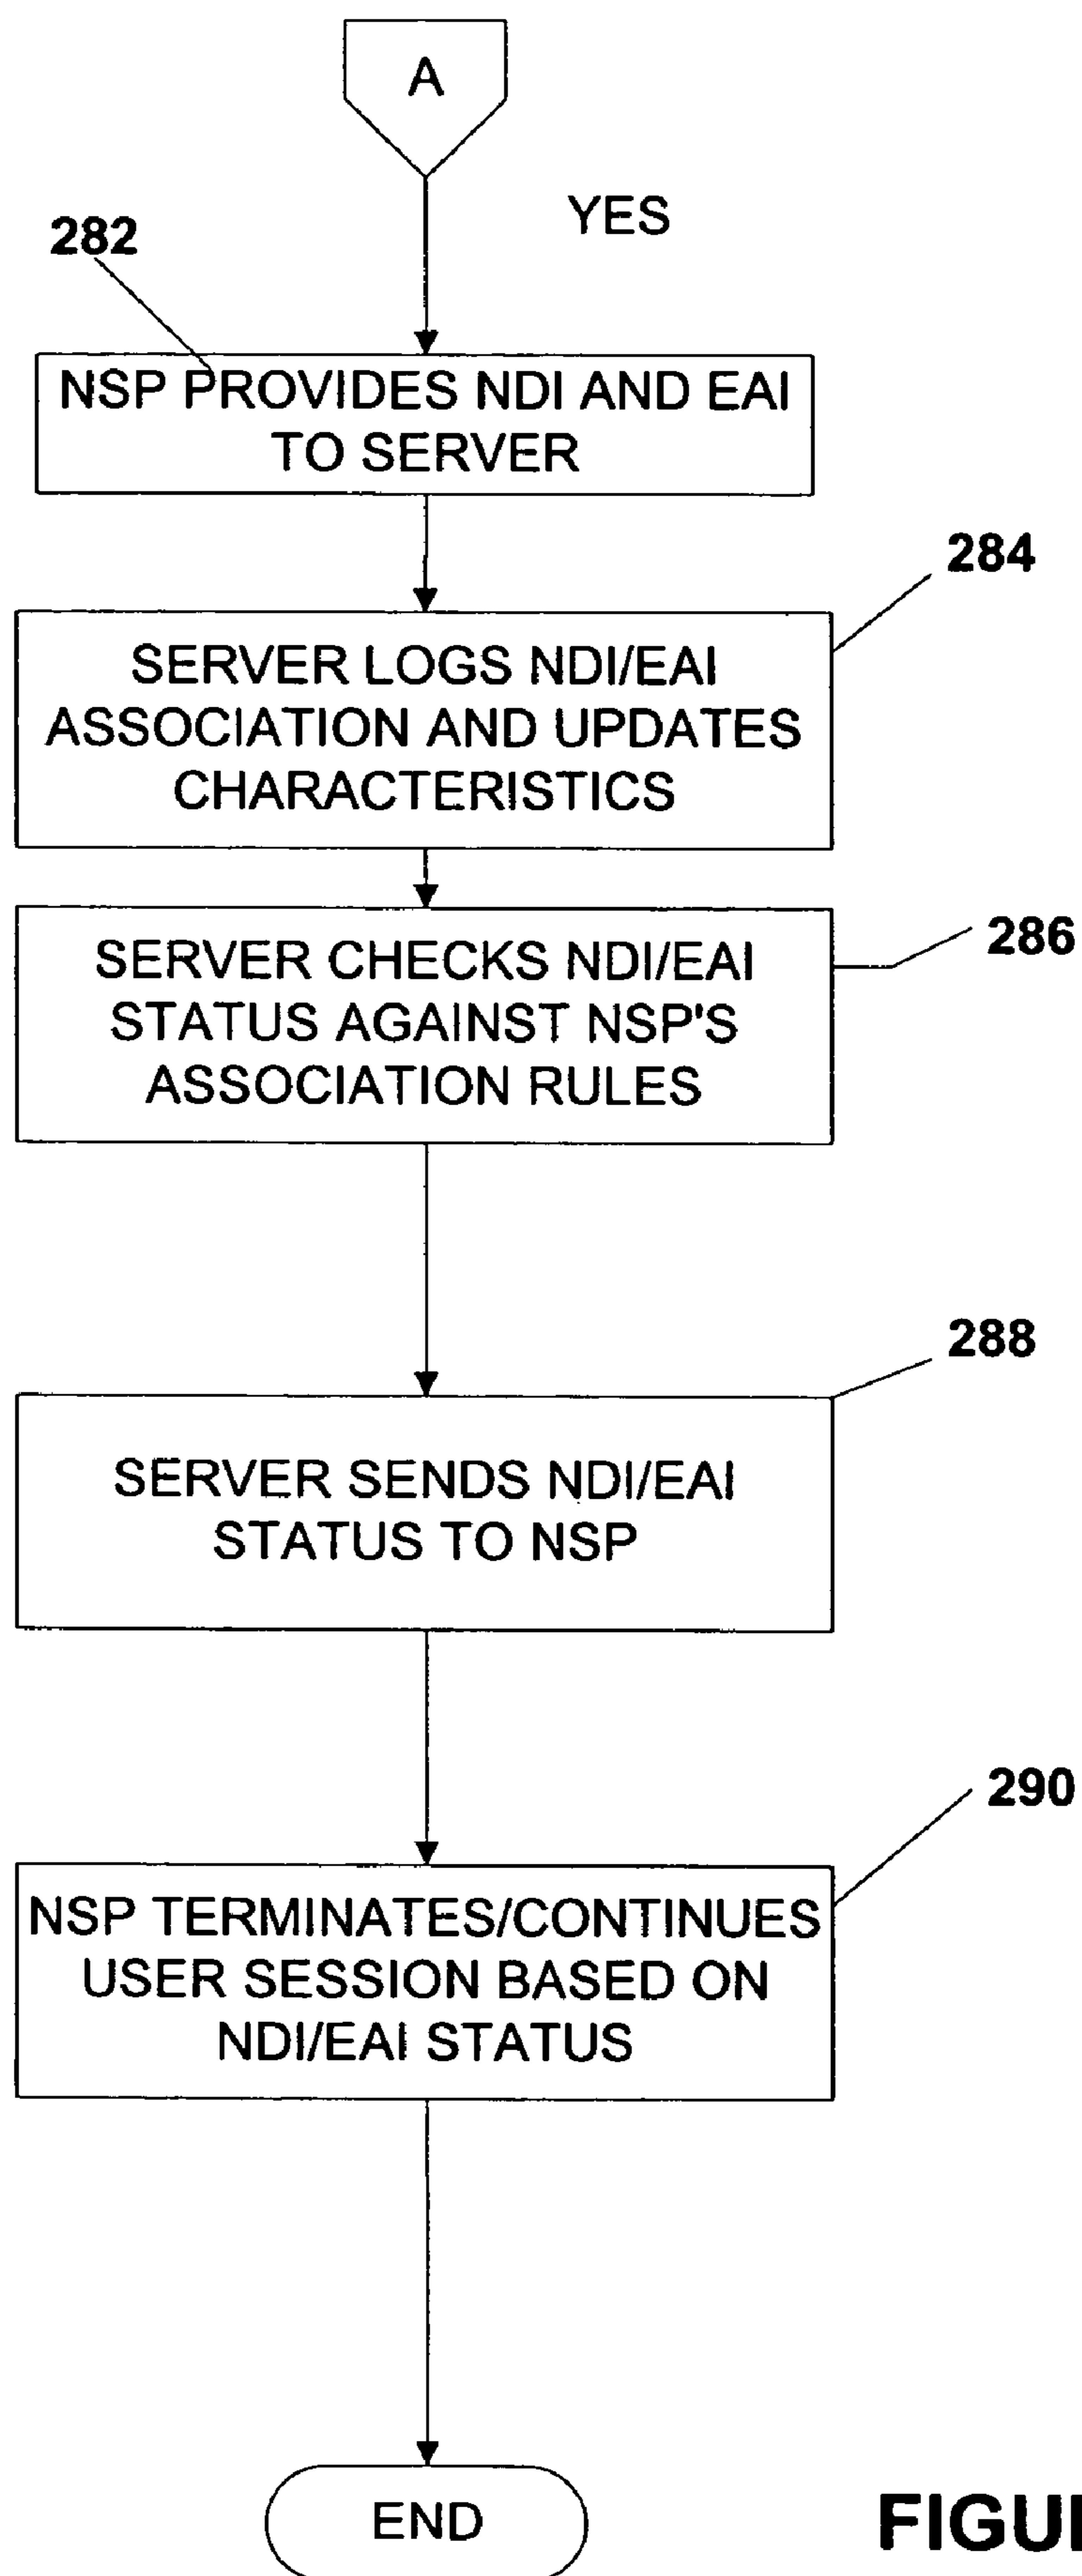 A
YES
282
NSP PROVIDES NDI AND EAI
TO SERVER
284
SERVER LOGS NDI/EAI
ASSOCIATION AND UPDATES
CHARACTERISTICS
286
SERVER CHECKS NDI/EAI
STATUS AGAINST NSP'S
ASSOCIATION RULES
288
SERVER SENDS NDI/EAI
STATUS TO NSP
290
NSP TERMINATES/CONTINUES
USER SESSION BASED ON
NDI/EAI STATUS
END